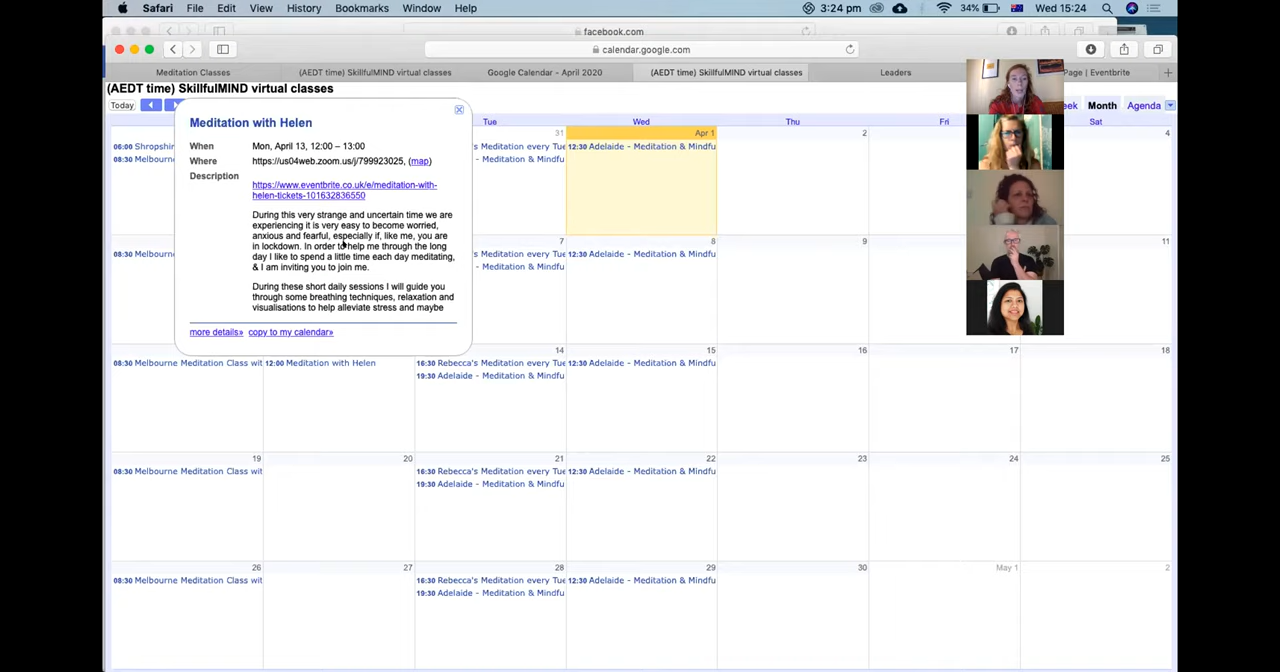 Safari File Edit View History Bookmarks Window Help 3:24 pm 34% Wed 15:24
facebook.com
calendar.google.com
Meditation Classes (AEDT time) SkillfulMIND virtual classes Google Calendar - April 2020 (AEDT time) SkillfulMIND virtual classes Leaders Page | Eventbrite
(AEDT time) SkillfulMIND virtual classes
Today Month Agenda
Tue Wed Thu Fri Sat
31 Apr 1 2 4
06:00 Shropshir 's Meditation every Tue 12:30 Adelaide - Meditation & Mindfu
08:30 Melbourne - Meditation & Mindfu
Meditation with Helen
When Mon, April 13, 12:00 – 13:00
Where https://us04web.zoom.us/j/799923025, (map)
Description
https://www.eventbrite.co.uk/e/meditation-with-
helen-tickets-101632836550
During this very strange and uncertain time we are
experiencing it is very easy to become worried,
anxious and fearful, especially if, like me, you are
in lockdown. In order to help me through the long
day I like to spend a little time each day meditating,
& I am inviting you to join me.
During these short daily sessions I will guide you
through some breathing techniques, relaxation and
visualisations to help alleviate stress and maybe
more details» copy to my calendar»
7 8 9 11
08:30 Melbourn 's Meditation every Tue 12:30 Adelaide - Meditation & Mindfu
- Meditation & Mindfu
14 15 16 17 18
08:30 Melbourne Meditation Class wit 12:00 Meditation with Helen 16:30 Rebecca's Meditation every Tue 12:30 Adelaide - Meditation & Mindfu
19:30 Adelaide - Meditation & Mindfu
19 20 21 22 23 24 25
08:30 Melbourne Meditation Class wit 16:30 Rebecca's Meditation every Tue 12:30 Adelaide - Meditation & Mindfu
19:30 Adelaide - Meditation & Mindfu
26 27 28 29 30 May 1 2
08:30 Melbourne Meditation Class wit 16:30 Rebecca's Meditation every Tue 12:30 Adelaide - Meditation & Mindfu
19:30 Adelaide - Meditation & Mindfu